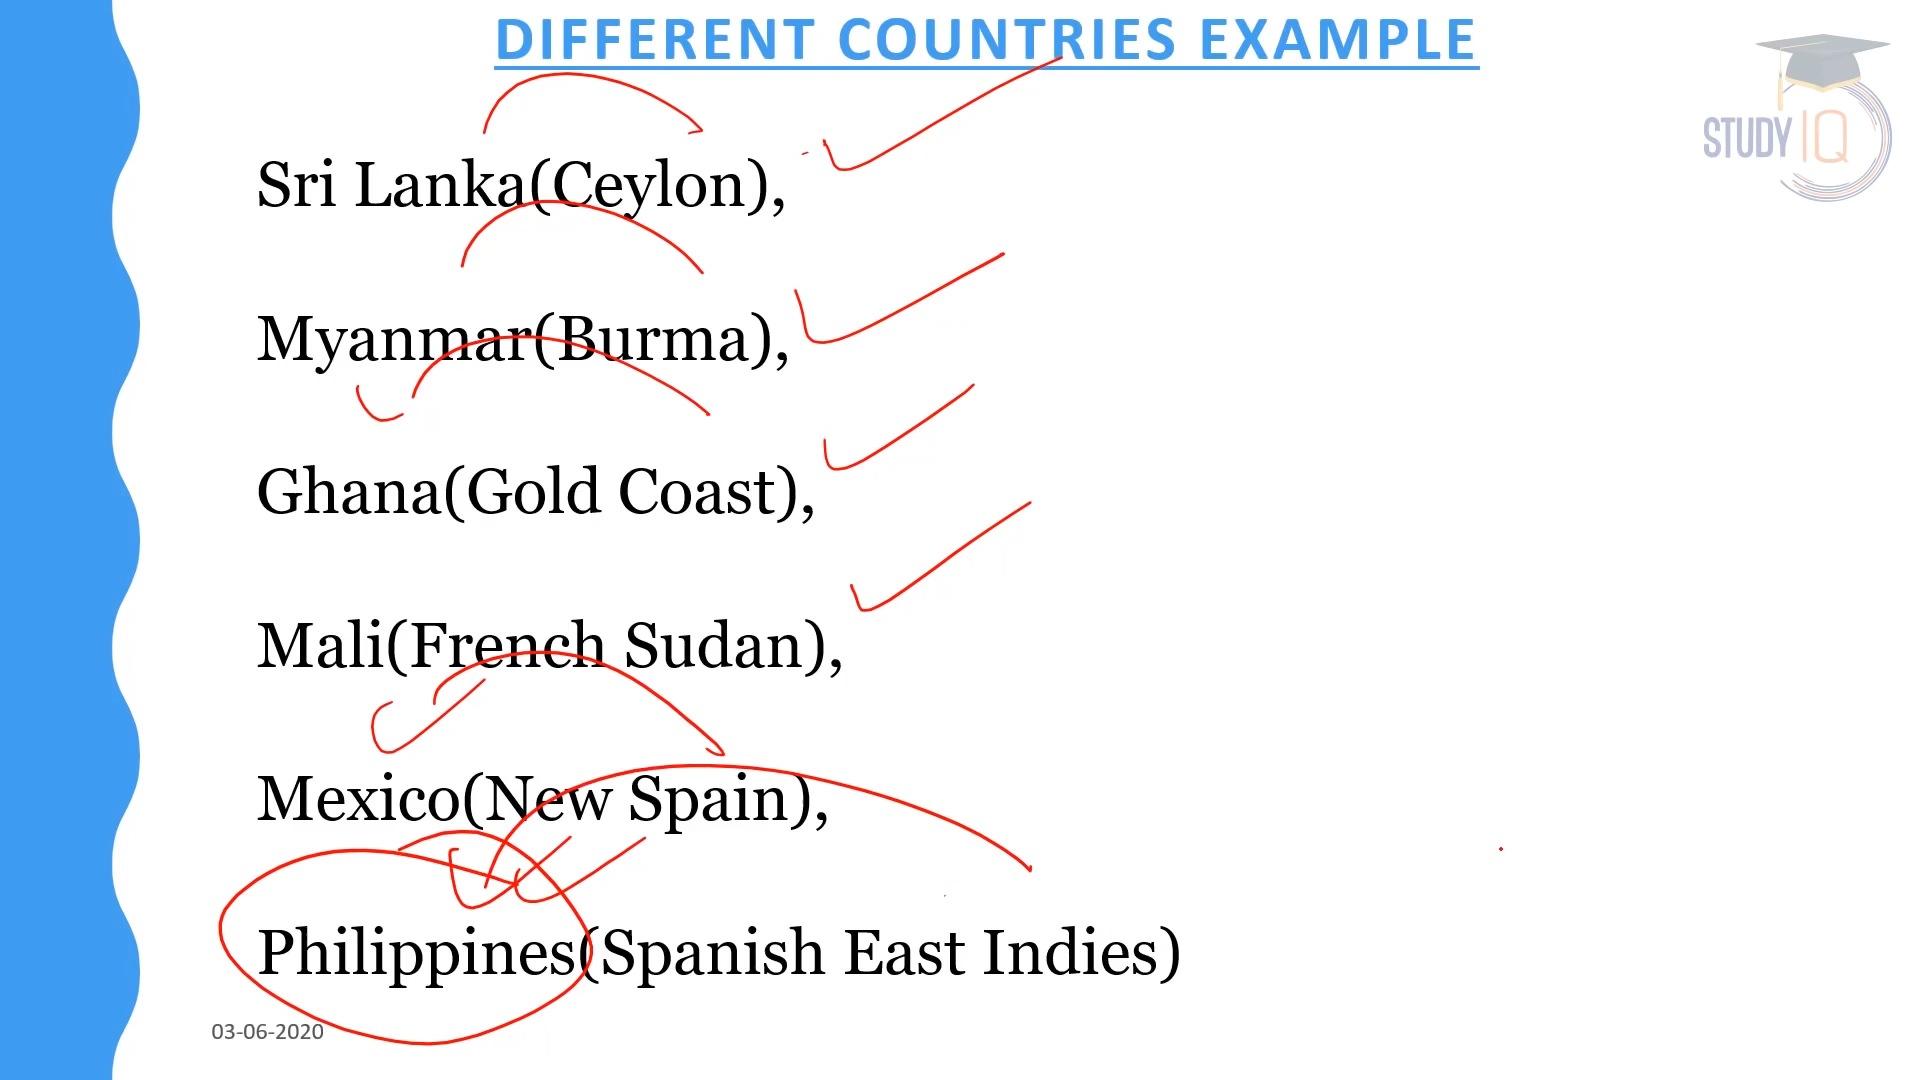 DIFFERENT COUNTRIES EXAMPLE
STUDY IQ
Sri Lanka(Ceylon),
Myanmar(Burma),
Ghana(Gold Coast),
Mali(French Sudan),
Mexico(New Spain),
Philippines(Spanish East Indies)
03-06-2020